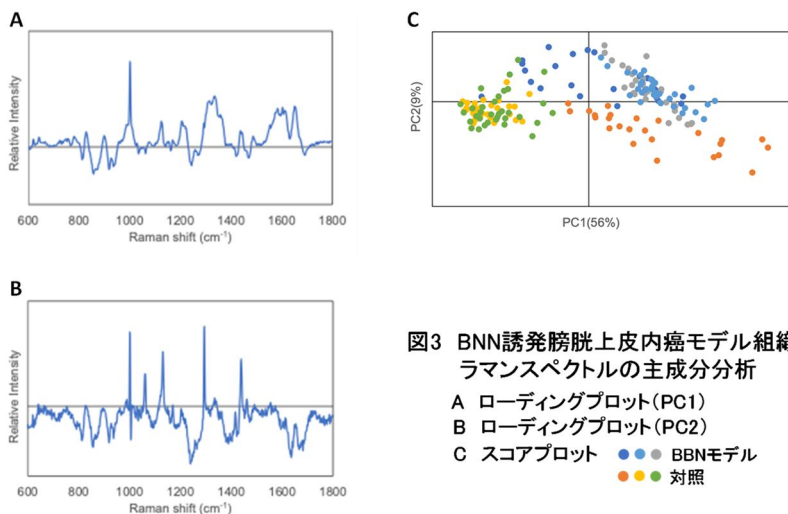 A
Relative Intensity
600 800 1000 1200 1400 1600 1800
Raman shift (cm⁻¹)
B
Relative Intensity
600 800 1000 1200 1400 1600 1800
Raman shift (cm⁻¹)
C
PC2(9%)
PC1(56%)
図3 BNN誘発膀胱上皮内癌モデル組織
ラマンスペクトルの主成分分析
A ローディングプロット(PC1)
B ローディングプロット(PC2)
C スコアプロット BBNモデル
対照